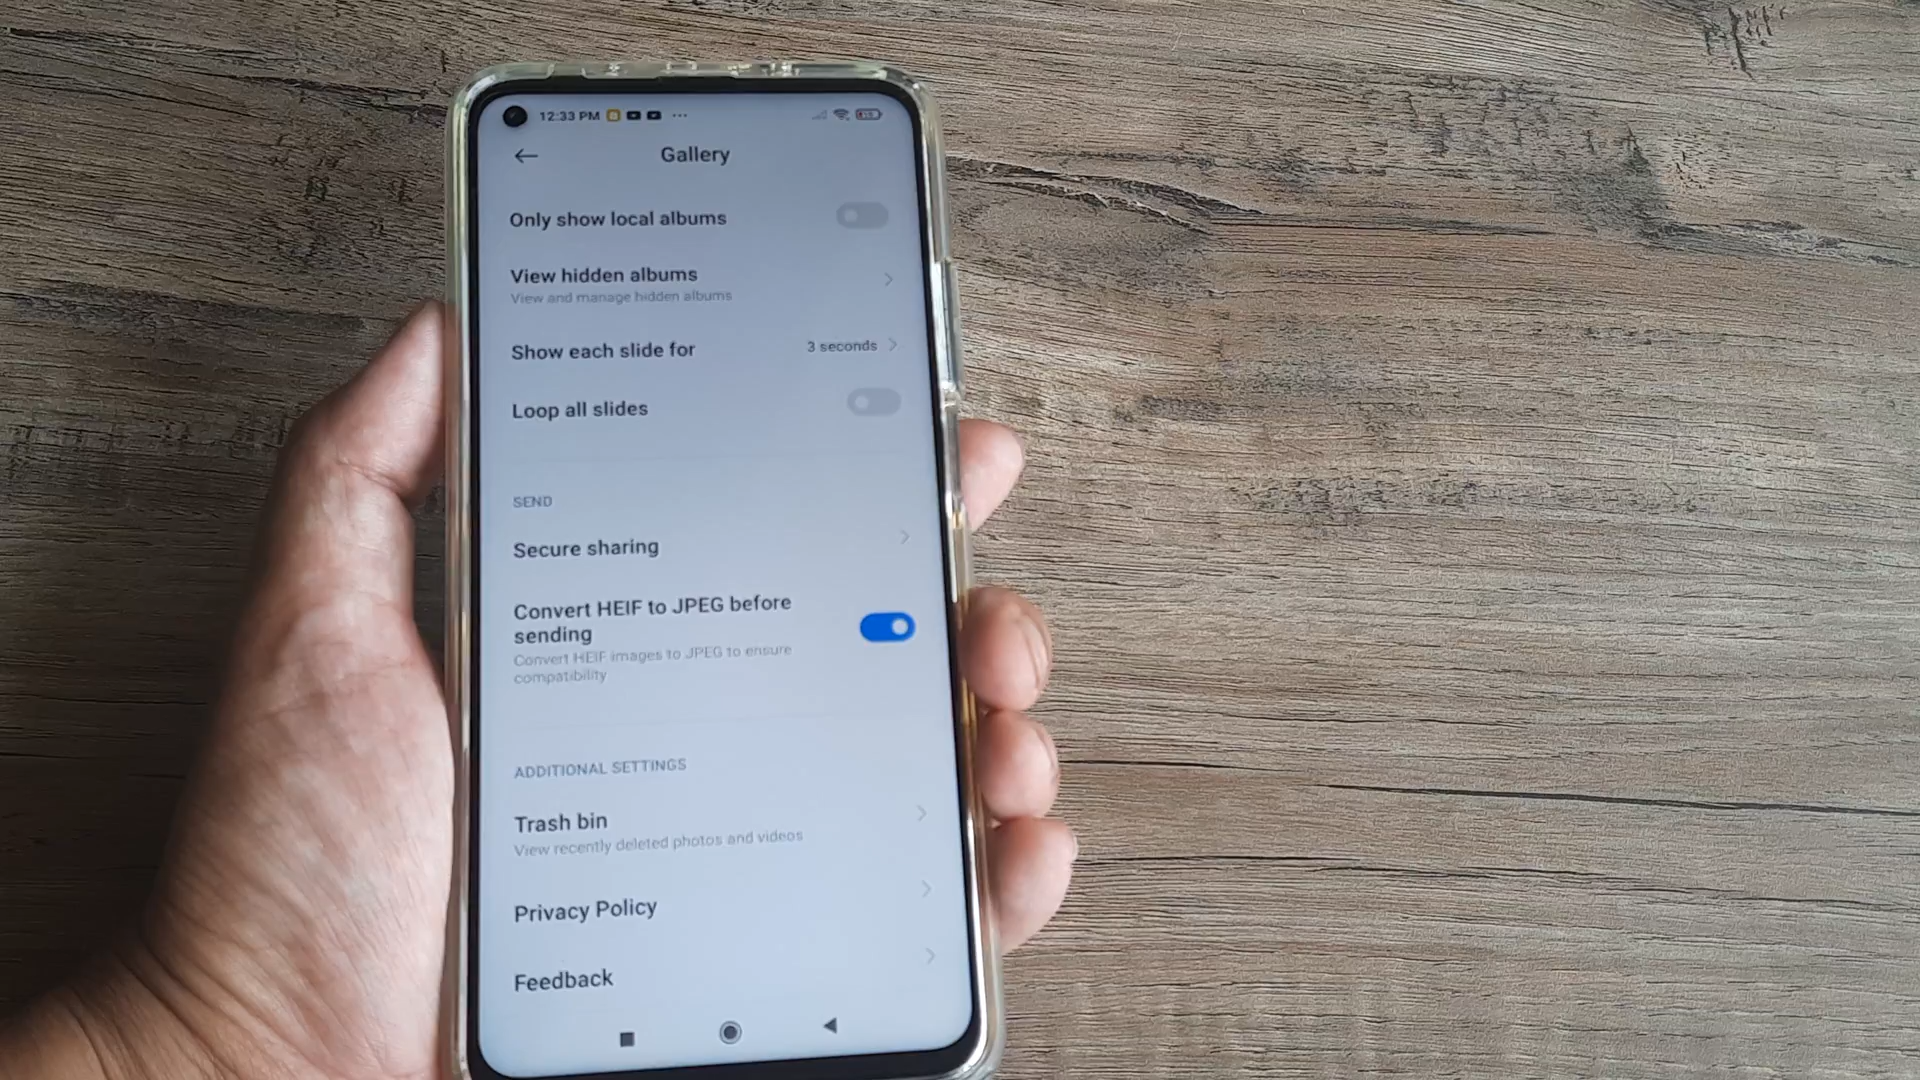 12:33 PM
Gallery
Only show local albums
View hidden albums
View and manage hidden albums
Show each slide for
3 seconds
Loop all slides
SEND
Secure sharing
Convert HEIF to JPEG before
sending
Convert HEIF images to JPEG to ensure
compatibility
ADDITIONAL SETTINGS
Trash bin
View recently deleted photos and videos
Privacy Policy
Feedback